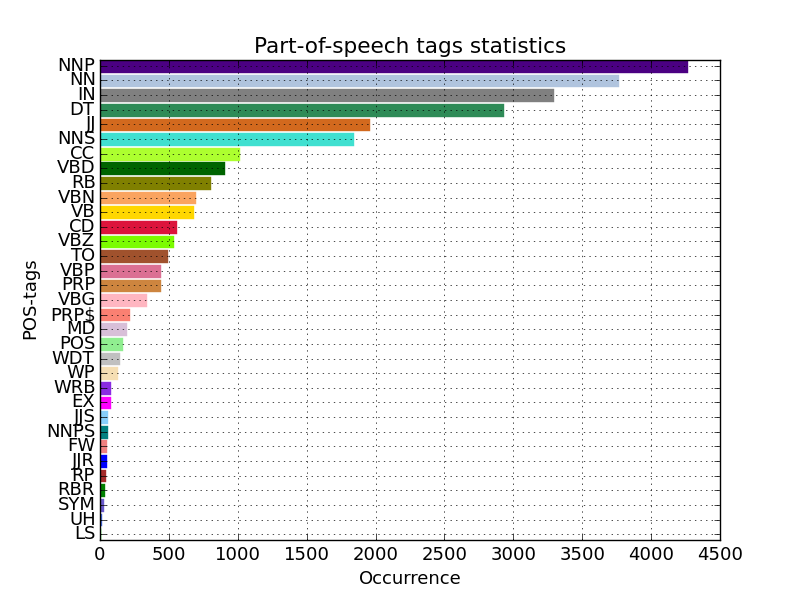 Part-of-speech tags statistics
NNP
NN
IN
DT
JJ
NNS
CC
VBD
RB
VBN
VB
CD
VBZ
TO
VBP
PRP
VBG
PRP$
MD
POS
WDT
WP
WRB
EX
JJS
NNPS
FW
JJR
RP
RBR
SYM
UH
LS
POS-tags
0 500 1000 1500 2000 2500 3000 3500 4000 4500
Occurrence